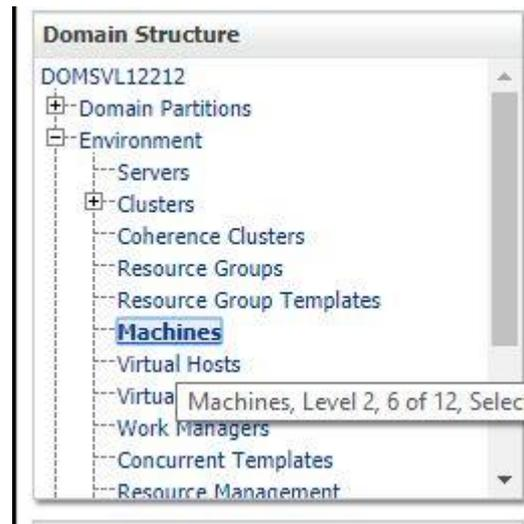 Domain Structure
DOMSVL12212
Domain Partitions
Environment
Servers
Clusters
Coherence Clusters
Resource Groups
Resource Group Templates
Machines
Virtual Hosts
Virtua
Machines, Level 2, 6 of 12, Selec
Work Managers
Concurrent Templates
Resource Management